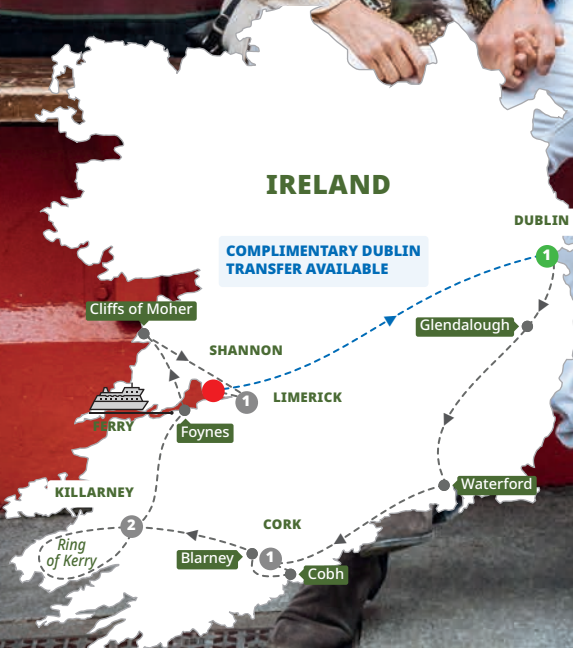 IRELAND
DUBLIN
1
COMPLIMENTARY DUBLIN
TRANSFER AVAILABLE
Cliffs of Moher
Glendalough
SHANNON
LIMERICK
1
FERRY
Foynes
Waterford
KILLARNEY
2
CORK
Ring
of Kerry
Blarney
1
Cobh